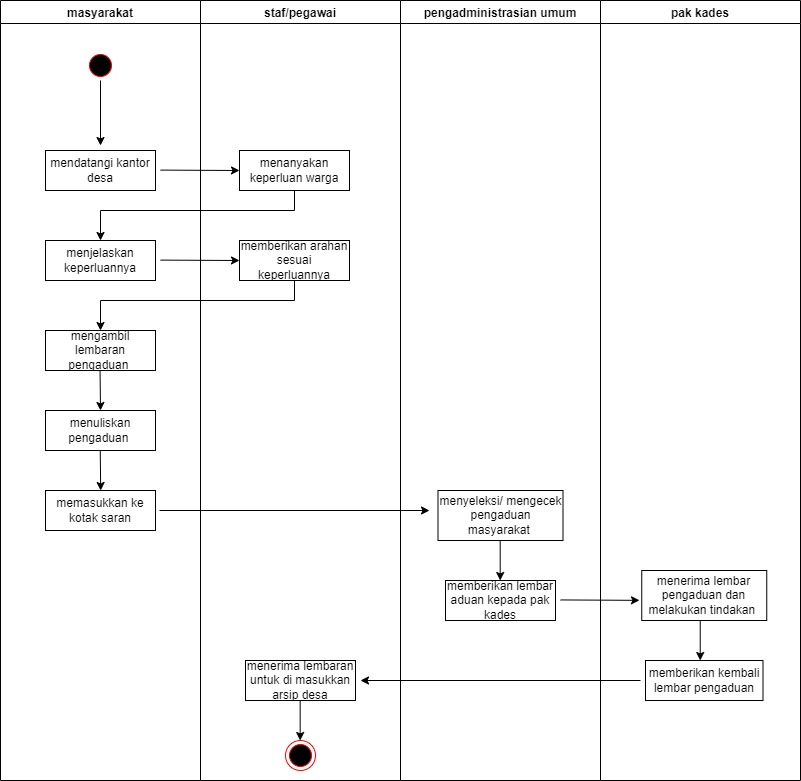 masyarakat
staf/pegawai
pengadministrasian umum
pak kades
mendatangi kantor
desa
menanyakan
keperluan warga
menjelaskan
keperluannya
memberikan arahan
sesuai
keperluannya
mengambil
lembaran
pengaduan
menuliskan
pengaduan
memasukkan ke
kotak saran
menyeleksi/ mengecek
pengaduan
masyarakat
memberikan lembar
aduan kepada pak
kades
menerima lembar
pengaduan dan
melakukan tindakan
memberikan kembali
lembar pengaduan
menerima lembaran
untuk di masukkan
arsip desa